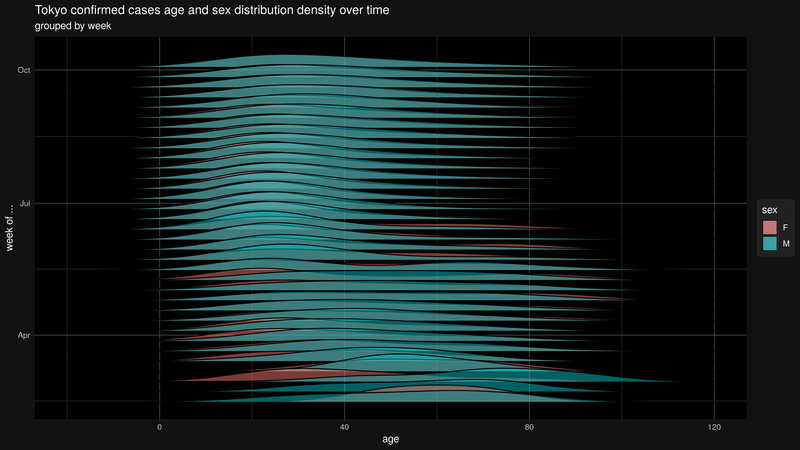 Tokyo confirmed cases age and sex distribution density over time
grouped by week
Oct
Jul
Apr
week of ...
0
40
80
120
age
sex
F
M